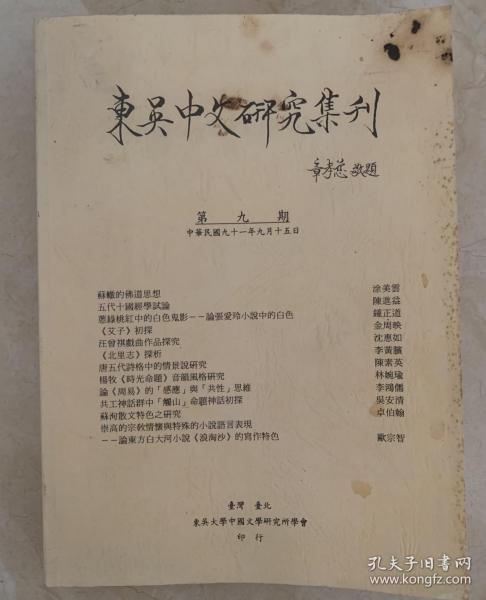 東吳中文研究集刊
章孝慈 敬題
第九期
中華民國九十一年九月十五日
蘇轍的佛道思想 涂美雲
五代十國經學試論 陳進益
蔥綠桃紅中的白色鬼影－－論張愛玲小說中的白色 鐘正道
《艾子》初探 金周映
汪曾祺戲曲作品探究 沈惠如
《北里志》探析 李黃臏
唐五代詩格中的情景說研究 陳素英
楊牧《時光命題》音韻風格研究 林婉瑜
論《周易》的「感應」與「共性」思維 李鴻儒
共工神話群中「觸山」命題神話初探 吳安清
蘇洵散文特色之研究 卓伯翰
崇高的宗教情懷與特殊的小說語言表現
－－論東方白大河小說《浪淘沙》的寫作特色 歐宗智
臺灣 臺北
東吳大學中國文學研究所學會
印行
孔夫子旧书网
www.kongfz.com